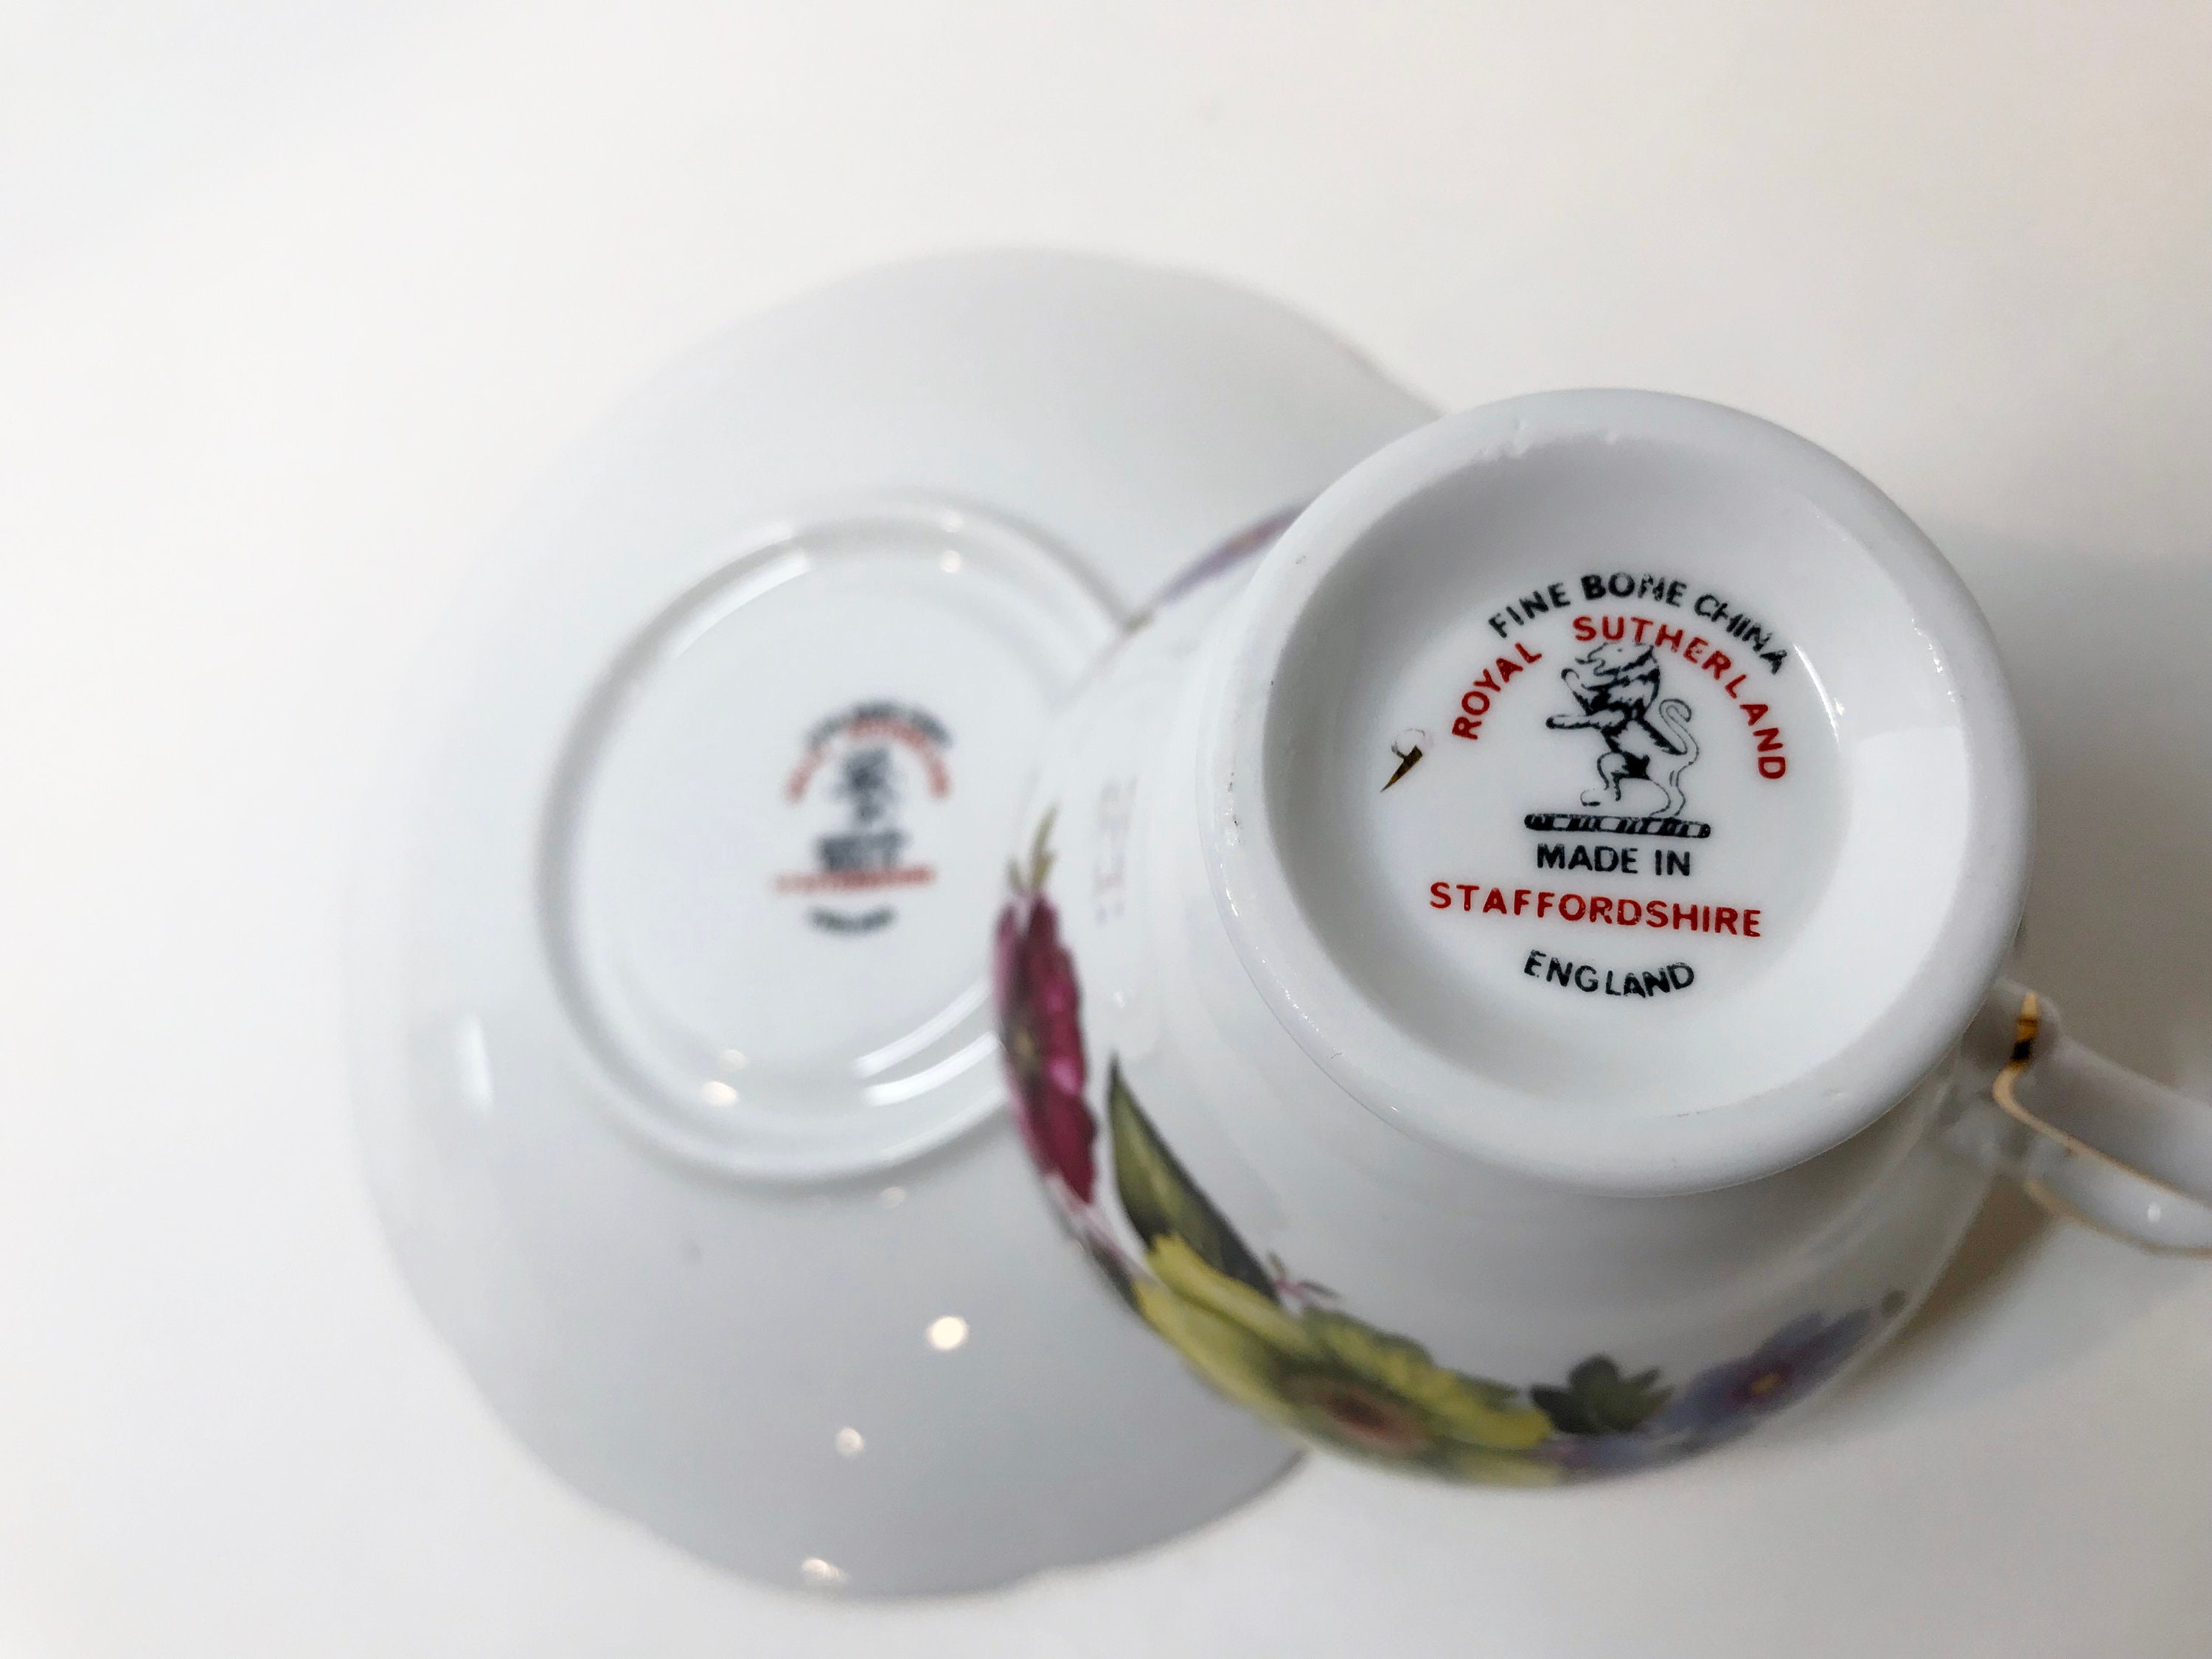 FINE BONE CHINA
ROYAL SUTHERLAND
MADE IN
STAFFORDSHIRE
ENGLAND